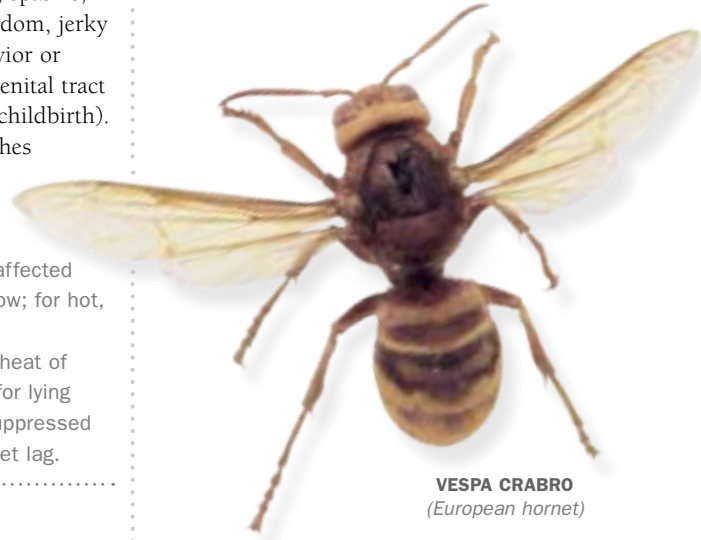 dom, jerky
vior or
enital tract
childbirth).
hes
affected
ow; for hot,
heat of
for lying
uppressed
et lag.
VESPA CRABRO
(European hornet)